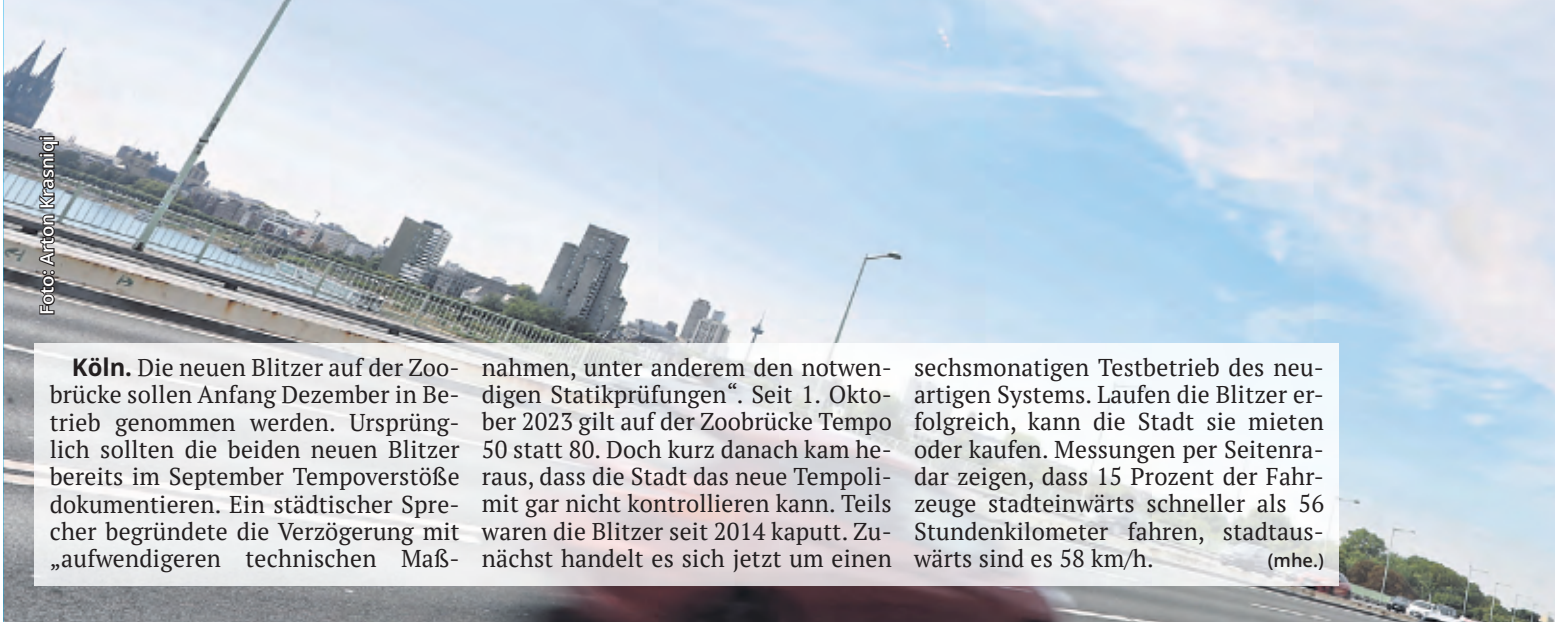 Foto: Arton Krasniqi
Köln. Die neuen Blitzer auf der Zoo-
brücke sollen Anfang Dezember in Be-
trieb genommen werden. Ursprüng-
lich sollten die beiden neuen Blitzer
bereits im September Tempoverstöße
dokumentieren. Ein städtischer Spre-
cher begründete die Verzögerung mit
„aufwendigeren technischen Maß-
nahmen, unter anderem den notwen-
digen Statikprüfungen“. Seit 1. Okto-
ber 2023 gilt auf der Zoobrücke Tempo
50 statt 80. Doch kurz danach kam he-
raus, dass die Stadt das neue Tempoli-
mit gar nicht kontrollieren kann. Teils
waren die Blitzer seit 2014 kaputt. Zu-
nächst handelt es sich jetzt um einen
sechsmonatigen Testbetrieb des neu-
artigen Systems. Laufen die Blitzer er-
folgreich, kann die Stadt sie mieten
oder kaufen. Messungen per Seitenra-
dar zeigen, dass 15 Prozent der Fahr-
zeuge stadteinwärts schneller als 56
Stundenkilometer fahren, stadtaus-
wärts sind es 58 km/h. (mhe.)